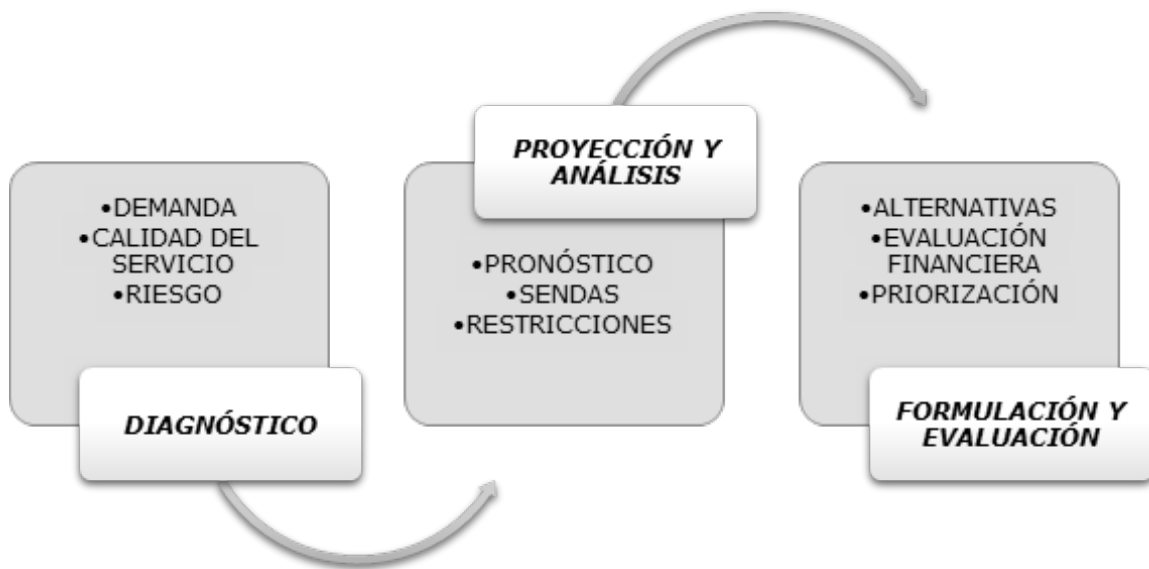 •DEMANDA
•CALIDAD DEL
SERVICIO
•RIESGO
DIAGNÓSTICO
PROYECCIÓN Y
ANÁLISIS
•PRONÓSTICO
•SENDAS
•RESTRICCIONES
•ALTERNATIVAS
•EVALUACIÓN
FINANCIERA
•PRIORIZACIÓN
FORMULACIÓN Y
EVALUACIÓN